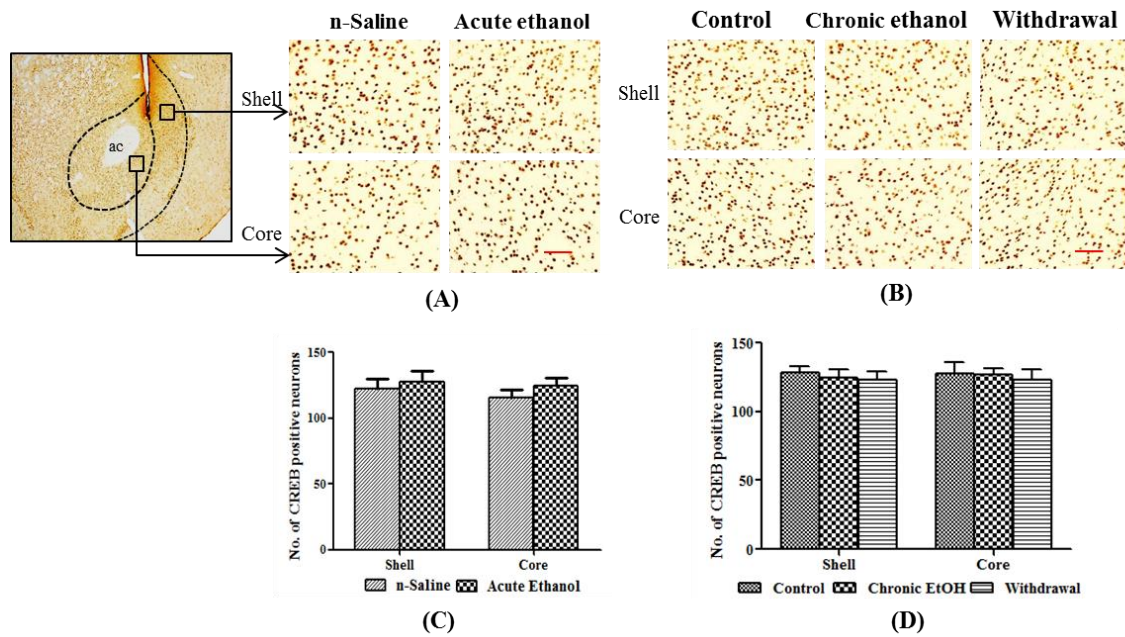 n-Saline Acute ethanol
Control Chronic ethanol Withdrawal
Shell
ac
Core
Shell
Core
(A)
(B)
No. of CREB positive neurons
150
100
50
0
Shell Core
n-Saline Acute Ethanol
(C)
No. of CREB positive neurons
150
100
50
0
Shell Core
Control Chronic EtOH Withdrawal
(D)